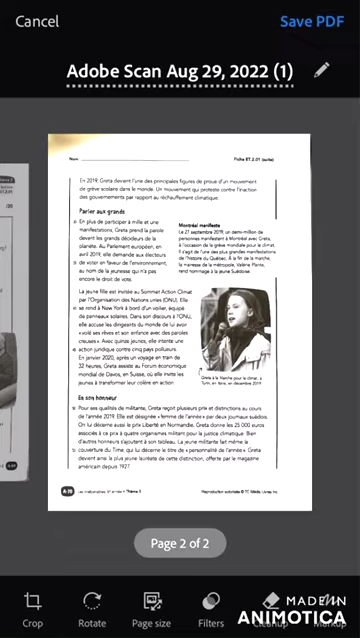 Cancel
Save PDF
Adobe Scan Aug 29, 2022 (1)
Nom
Fiche ET.2.01 (suite)
En 2019, Greta devient l'une des principales figures de proue d'un mouvement
de grève scolaire dans le monde. Un mouvement qui proteste contre l'inaction
des gouvernements par rapport au réchauffement climatique.
Parler aux grands
En plus de participer à mille et une
manifestations, Greta prend la parole
devant les grands décideurs de la
planète. Au Parlement européen, en
avril 2019, elle demande aux électeurs
de voter en faveur de l'environnement,
au nom de la jeunesse qui n'a pas
encore le droit de vote.
Montréal manifeste
Le 27 septembre 2019, un demi-million de
personnes manifestent à Montréal avec Greta,
à l'occasion de la grève mondiale pour le climat.
Il s'agit de l'une des plus grandes manifestations
de l'histoire du Québec. À la fin de la marche,
la mairesse de la métropole, Valérie Plante,
rend hommage à la jeune Suédoise.
La jeune fille est invitée au Sommet Action Climat
par l'Organisation des Nations unies (ONU). Elle
se rend à New York à bord d'un voilier, équipé
de panneaux solaires. Dans son discours à l'ONU,
elle accuse les dirigeants du monde de lui avoir
« volé ses rêves et son enfance avec des paroles
creuses ». Avec quinze jeunes, elle intente une
action juridique contre cinq pays pollueurs.
En janvier 2020, après un voyage en train de
32 heures, Greta assiste au Forum économique
mondial de Davos, en Suisse, où elle invite les
jeunes à transformer leur colère en action.
Greta à la Marche pour le climat, à
Turin, en Italie, en décembre 2019.
En son honneur
Pour ses qualités de militante, Greta reçoit plusieurs prix et distinctions au cours
de l'année 2019. Elle est désignée « femme de l'année » par deux journaux suédois.
On lui décerne aussi le prix Liberté en Normandie. Greta donne les 25 000 euros
associés à ce prix à quatre organismes militant pour la justice climatique. Bien
d'autres honneurs s'ajoutent à son tableau. La jeune militante fait même la
couverture du Time, qui lui décerne le titre de « personnalité de l'année ». Greta
devient ainsi la plus jeune lauréate de cette distinction, offerte par le magazine
américain depuis 1927.
Thème 2
Reproduction autorisée © TC Média Livres Inc.
Page 2 of 2
Crop
Rotate
Page size
Filters
Cleanup
Markup
MADE IN
ANIMOTICA